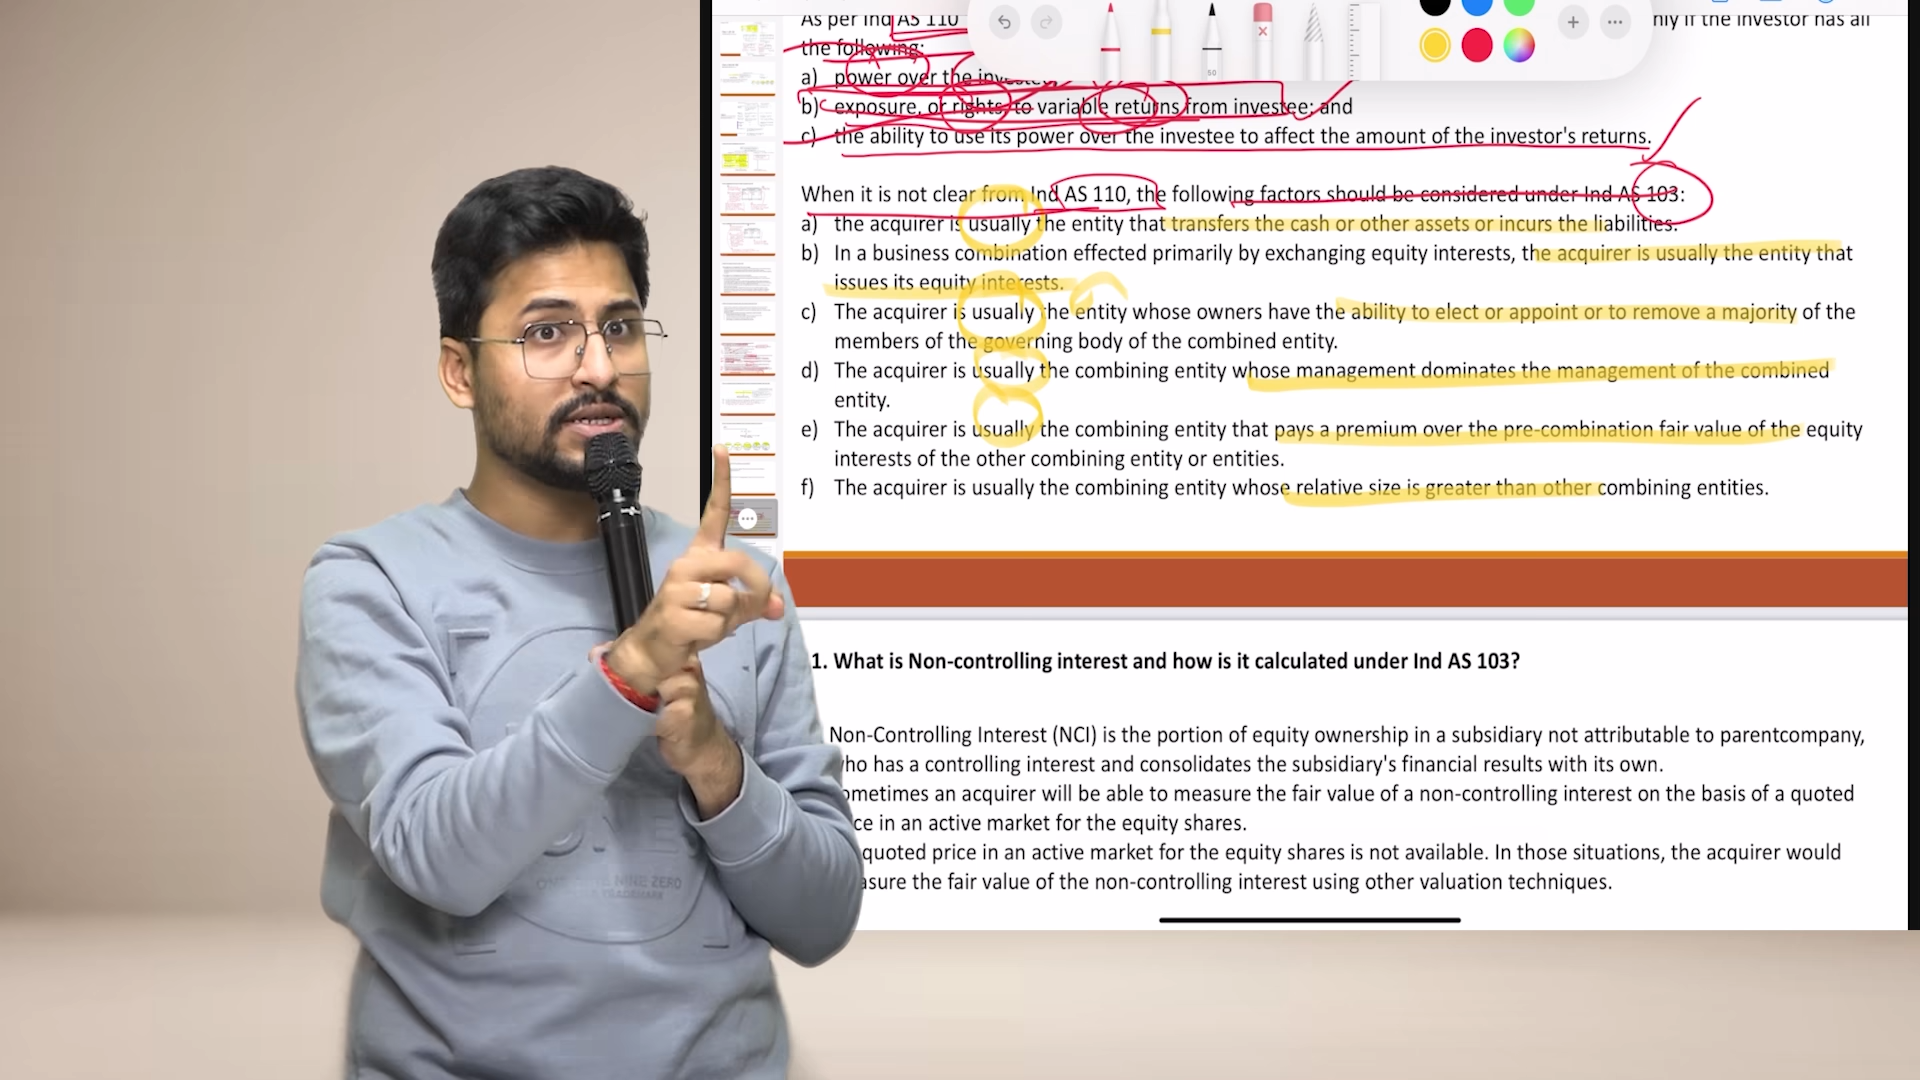 As per Ind AS 110
nly if the investor has all
the following:
a) power over the investee;
b) exposure, or rights, to variable returns from investee; and
c) the ability to use its power over the investee to affect the amount of the investor's returns.
When it is not clear from Ind AS 110, the following factors should be considered under Ind AS 103:
a) the acquirer is usually the entity that transfers the cash or other assets or incurs the liabilities.
b) In a business combination effected primarily by exchanging equity interests, the acquirer is usually the entity that
issues its equity interests.
c) The acquirer is usually the entity whose owners have the ability to elect or appoint or to remove a majority of the
members of the governing body of the combined entity.
d) The acquirer is usually the combining entity whose management dominates the management of the combined
entity.
e) The acquirer is usually the combining entity that pays a premium over the pre-combination fair value of the equity
interests of the other combining entity or entities.
f) The acquirer is usually the combining entity whose relative size is greater than other combining entities.
1. What is Non-controlling interest and how is it calculated under Ind AS 103?
Non-Controlling Interest (NCI) is the portion of equity ownership in a subsidiary not attributable to parentcompany,
ho has a controlling interest and consolidates the subsidiary's financial results with its own.
ometimes an acquirer will be able to measure the fair value of a non-controlling interest on the basis of a quoted
ce in an active market for the equity shares.
quoted price in an active market for the equity shares is not available. In those situations, the acquirer would
asure the fair value of the non-controlling interest using other valuation techniques.
50